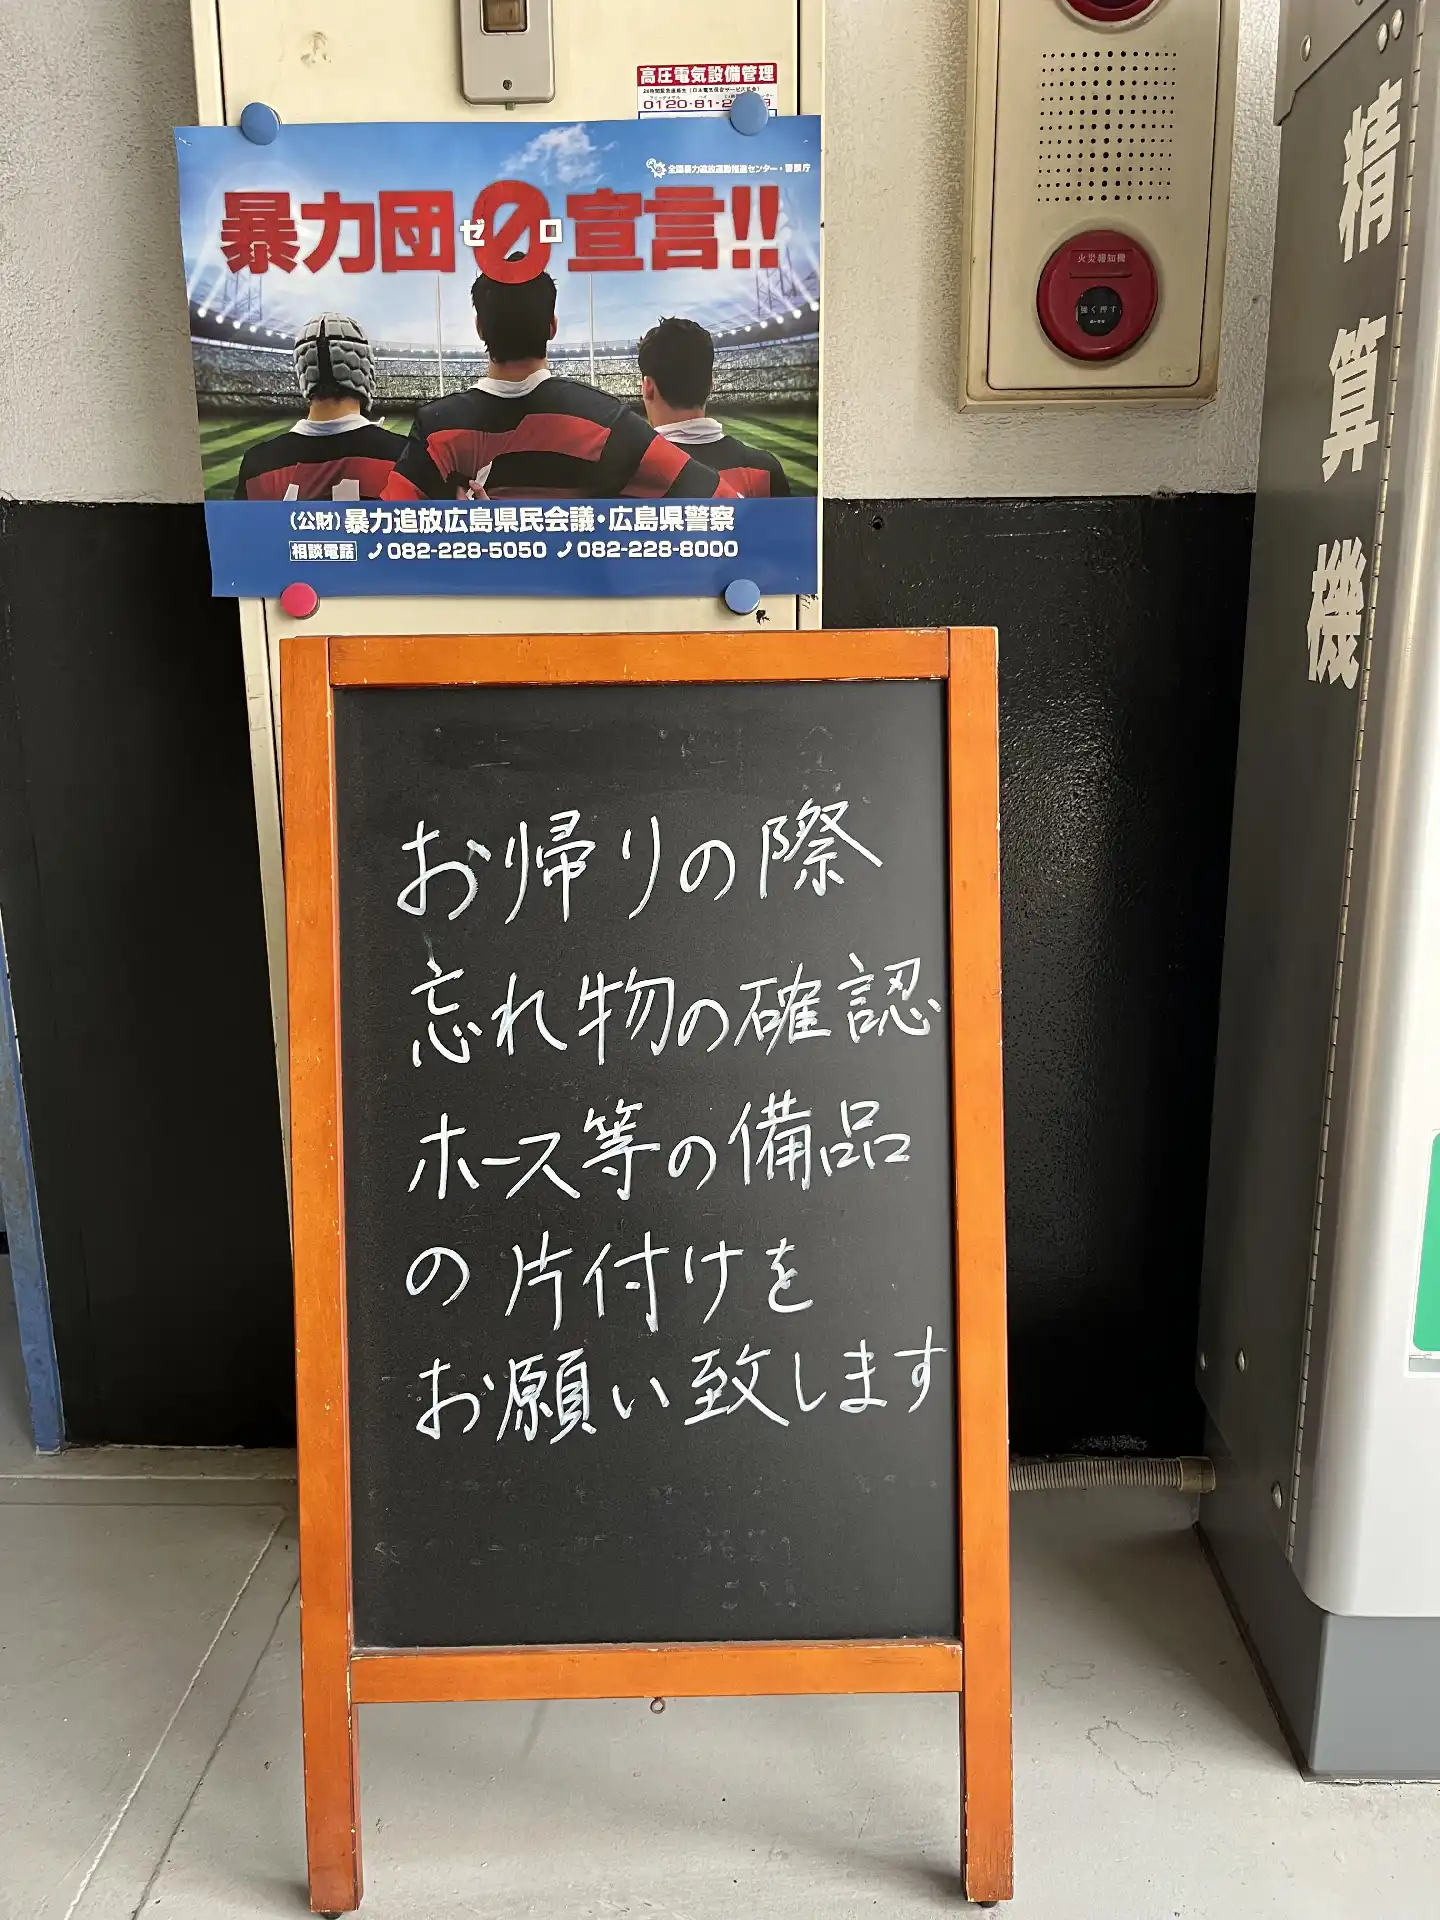 高圧電気設備管理
全国暴力追放運動推進センター・警察庁
暴力団ゼ0ロ宣言!!
(公財)暴力追放広島県民会議・広島県警察
相談電話 082-228-5050 082-228-8000
火災報知機
強く押す
精算機
お帰りの際
忘れ物の確認
ホース等の備品
の片付けを
お願い致します